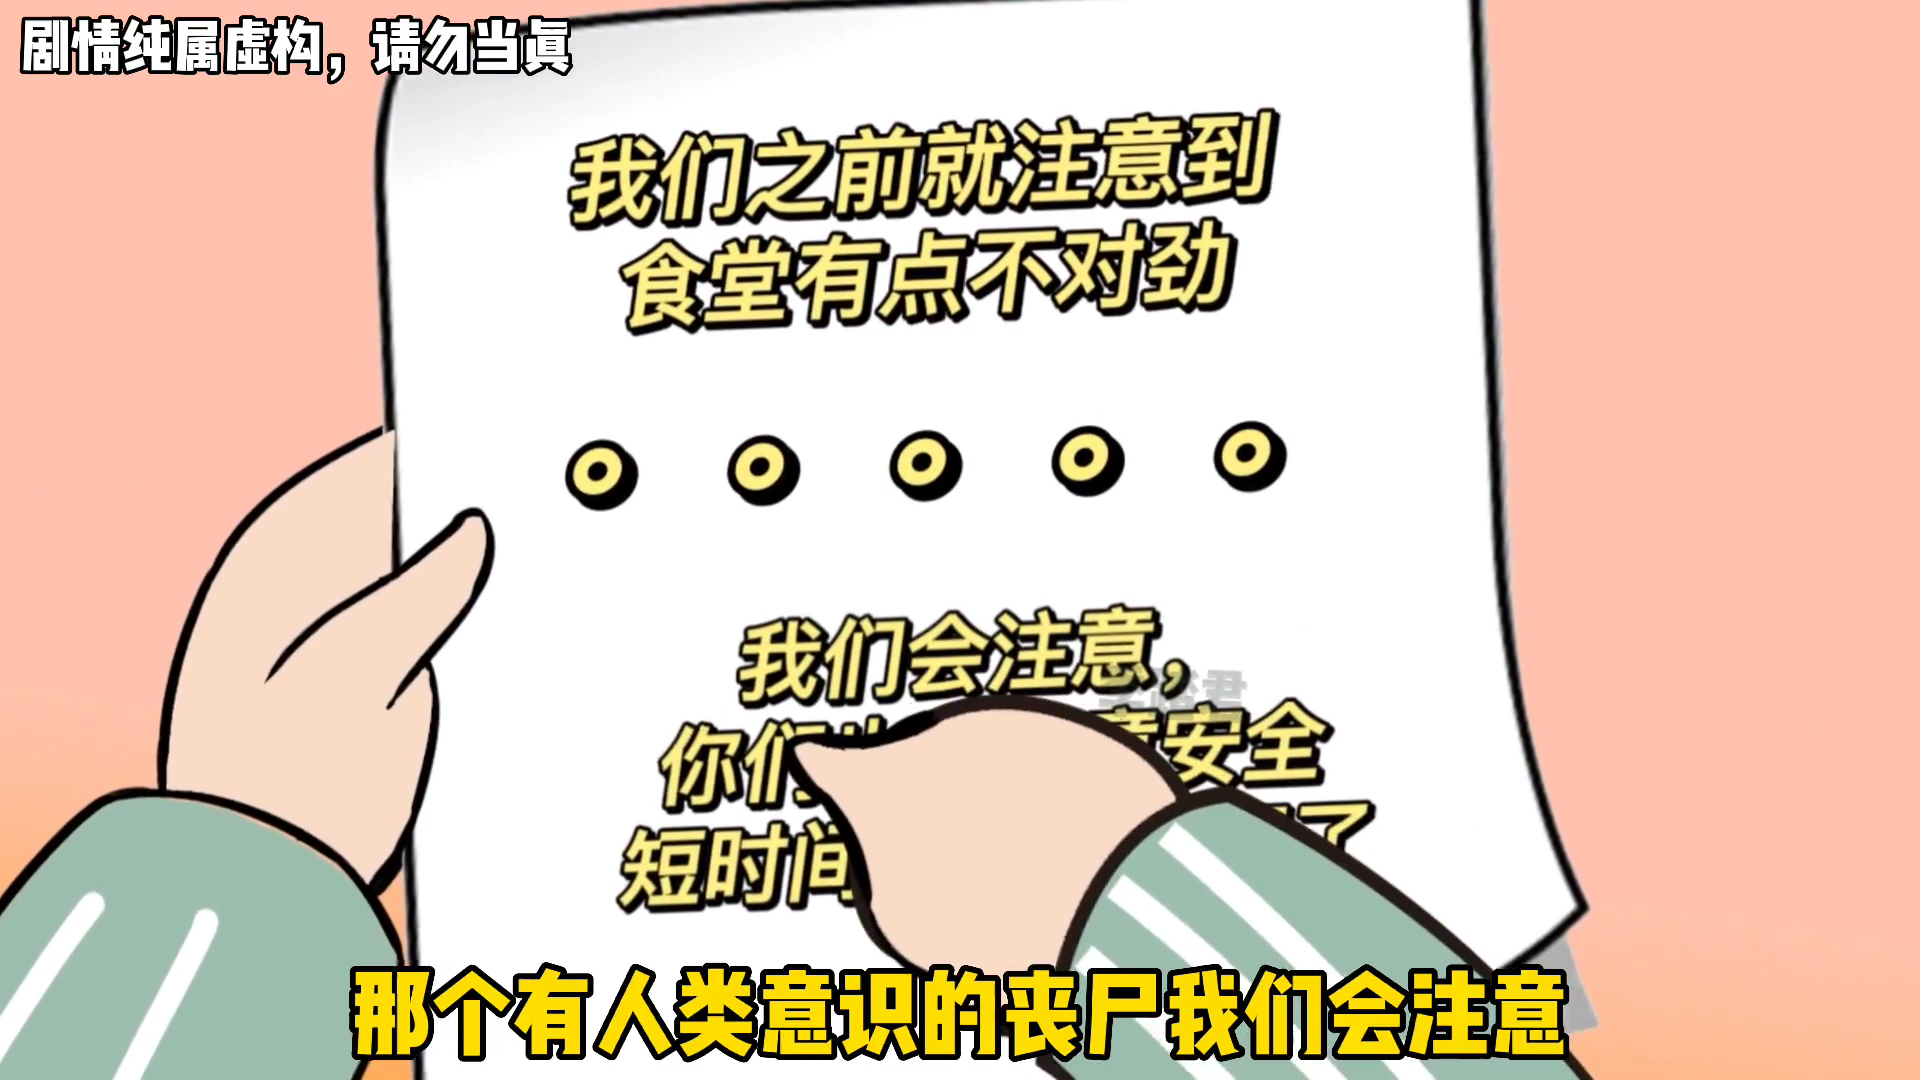 剧情纯属虚构，请勿当真
我们之前就注意到
食堂有点不对劲
我们会注意，
你们 意安全
短时间 了
那个有人类意识的丧尸我们会注意